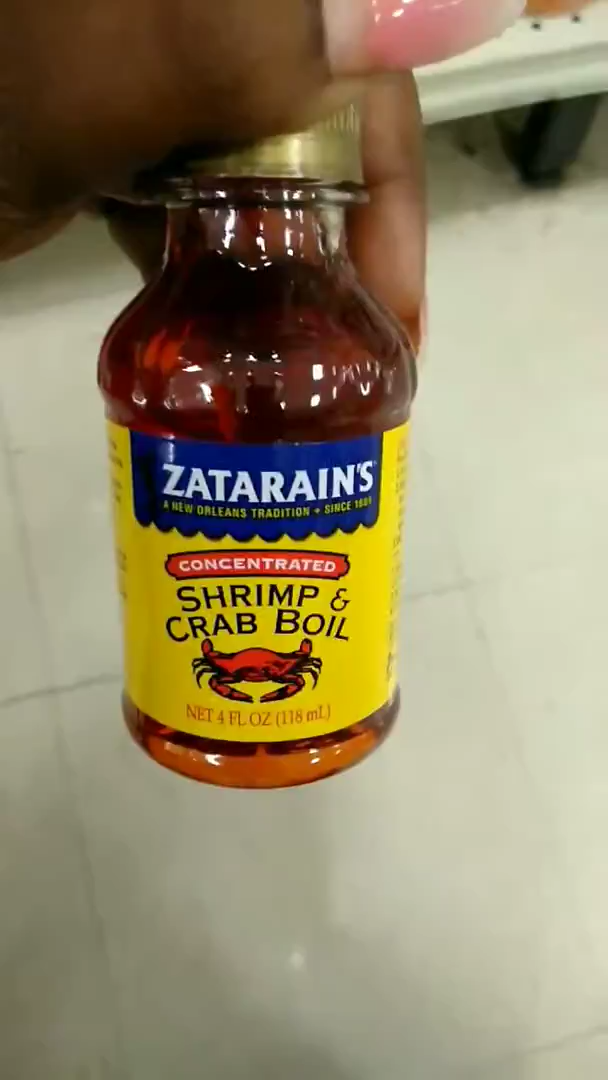 ZATARAIN'S
A NEW ORLEANS TRADITION • SINCE 1889
CONCENTRATED
SHRIMP &
CRAB BOIL
NET 4 FL OZ (118 mL)